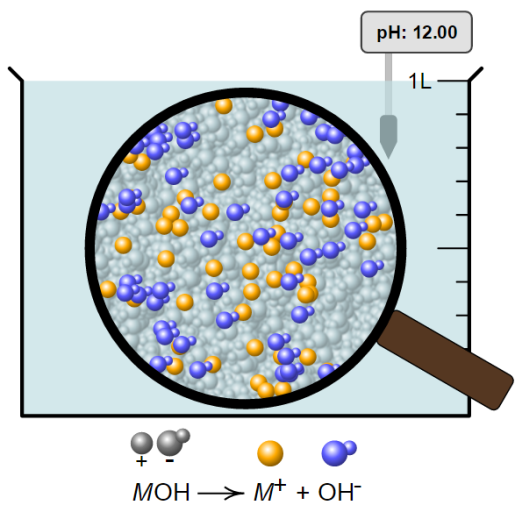 pH: 12.00
1L
+ -
MOH → M⁺ + OH⁻